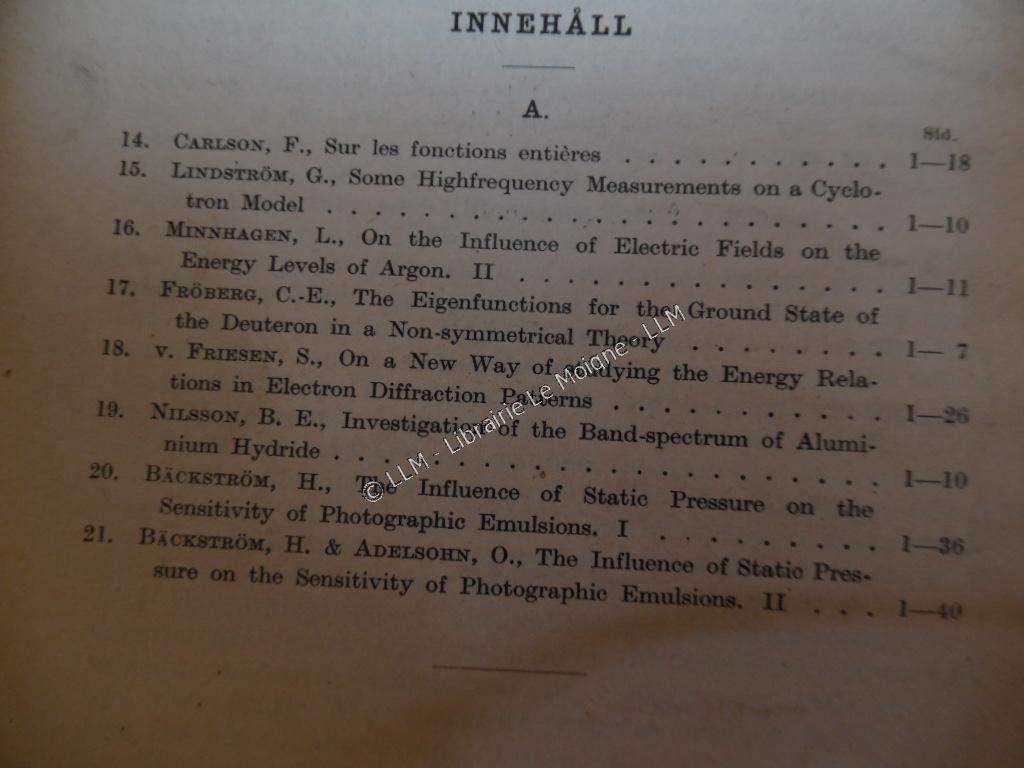 INNEHÅLL
A.
Sid.
14. CARLSON, F., Sur les fonctions entières . . . . . . . . . . . 1—18
15. LINDSTRÖM, G., Some Highfrequency Measurements on a Cyclo-
tron Model . . . . . . . . . . . . . . . . . . . 1—10
16. MINNHAGEN, L., On the Influence of Electric Fields on the
Energy Levels of Argon. II . . . . . . . . . . . . . 1—11
17. FRÖBERG, C.-E., The Eigenfunctions for the Ground State of
the Deuteron in a Non-symmetrical Theory . . . . . . . . 1— 7
18. v. FRIESEN, S., On a New Way of studying the Energy Rela-
tions in Electron Diffraction Patterns . . . . . . . . . . . 1—26
19. NILSSON, B. E., Investigation of the Band-spectrum of Alumi-
nium Hydride . . . . . . . . . . . . . . . . . . 1—10
20. BÄCKSTRÖM, H., The Influence of Static Pressure on the
Sensitivity of Photographic Emulsions. I . . . . . . . . . 1—36
21. BÄCKSTRÖM, H. & ADELSOHN, O., The Influence of Static Pres-
sure on the Sensitivity of Photographic Emulsions. II . . . 1—40
© LLM - Librairie Le Moigne - LLM